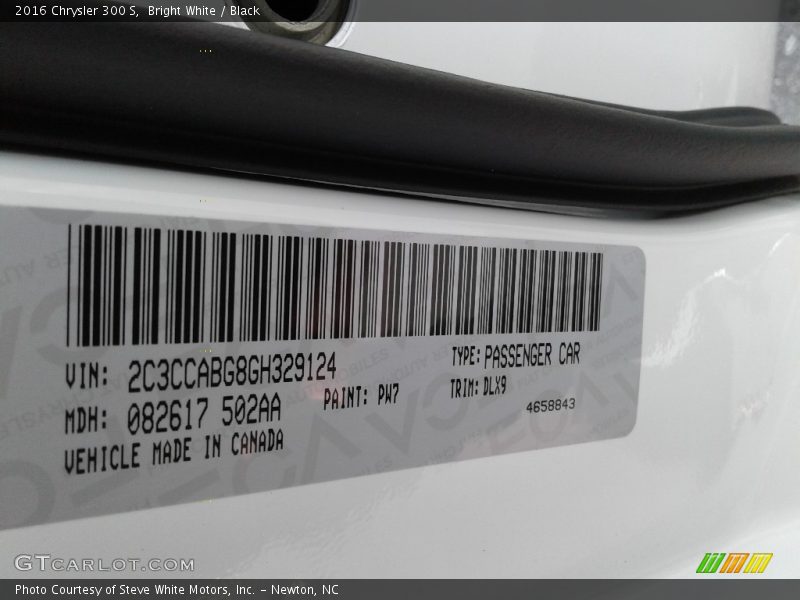 2016 Chrysler 300 S, Bright White / Black
VIN: 2C3CCABG8GH329124
TYPE: PASSENGER CAR
MDH: 082617 502AA
PAINT: PW7
TRIM: DLX9
VEHICLE MADE IN CANADA
4658843
GTCARLOT.COM
Photo Courtesy of Steve White Motors, Inc. – Newton, NC